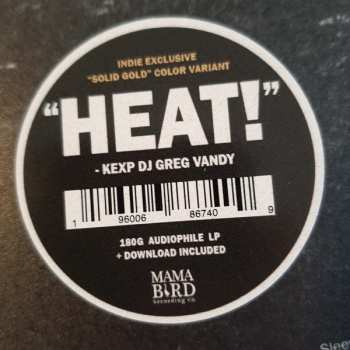 INDIE EXCLUSIVE
"SOLID GOLD" COLOR VARIANT
"HEAT!"
- KEXP DJ GREG VANDY
1 96006 86740 9
180G AUDIOPHILE LP
+ DOWNLOAD INCLUDED
MAMA
BIRD
Recording Co.